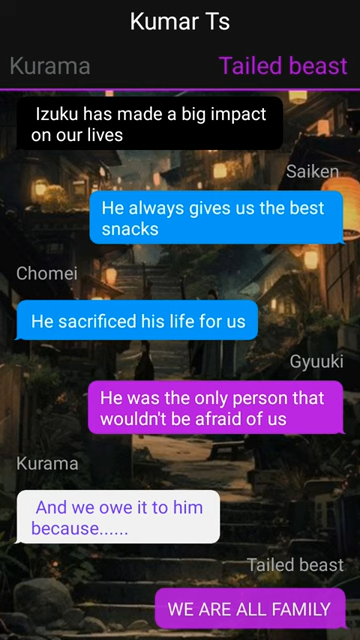 Kumar Ts
Kurama
Tailed beast
Izuku has made a big impact
on our lives
Saiken
He always gives us the best
snacks
Chomei
He sacrificed his life for us
Gyuuki
He was the only person that
wouldn't be afraid of us
Kurama
And we owe it to him
because......
Tailed beast
WE ARE ALL FAMILY